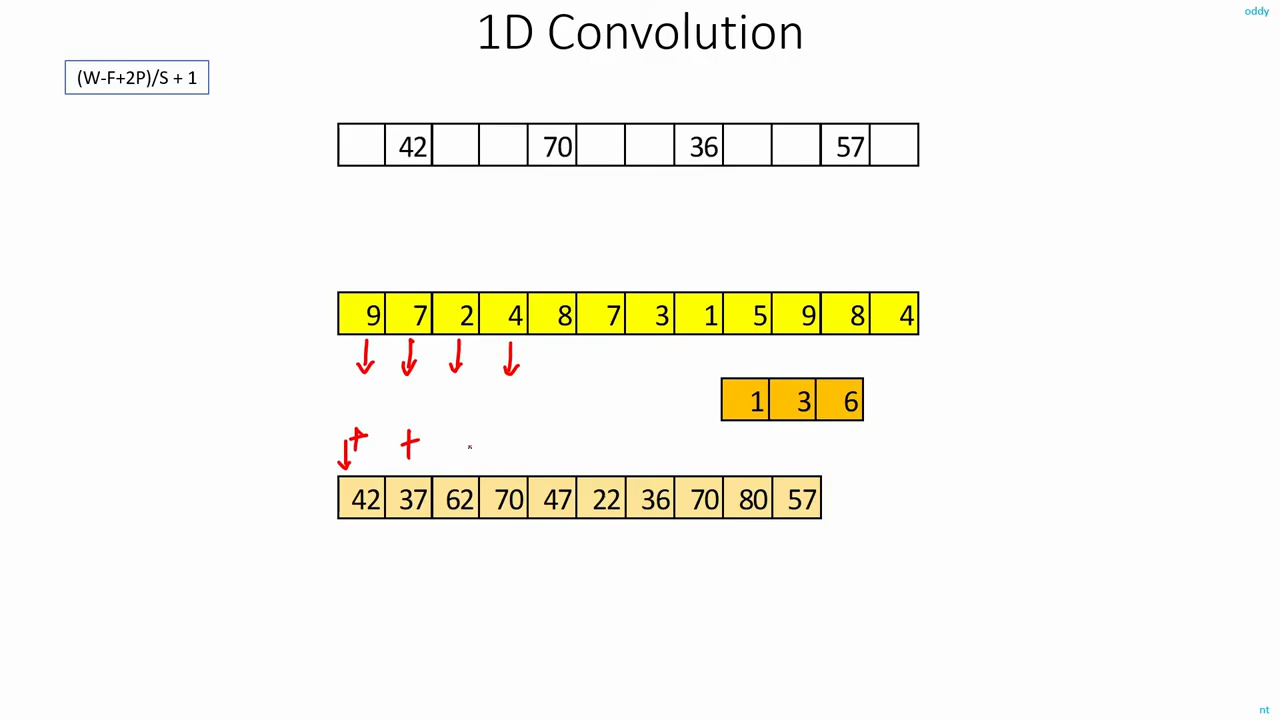 oddy
1D Convolution
(W-F+2P)/S + 1
42 70 36 57
9 7 2 4 8 7 3 1 5 9 8 4
1 3 6
+ +
42 37 62 70 47 22 36 70 80 57
nt